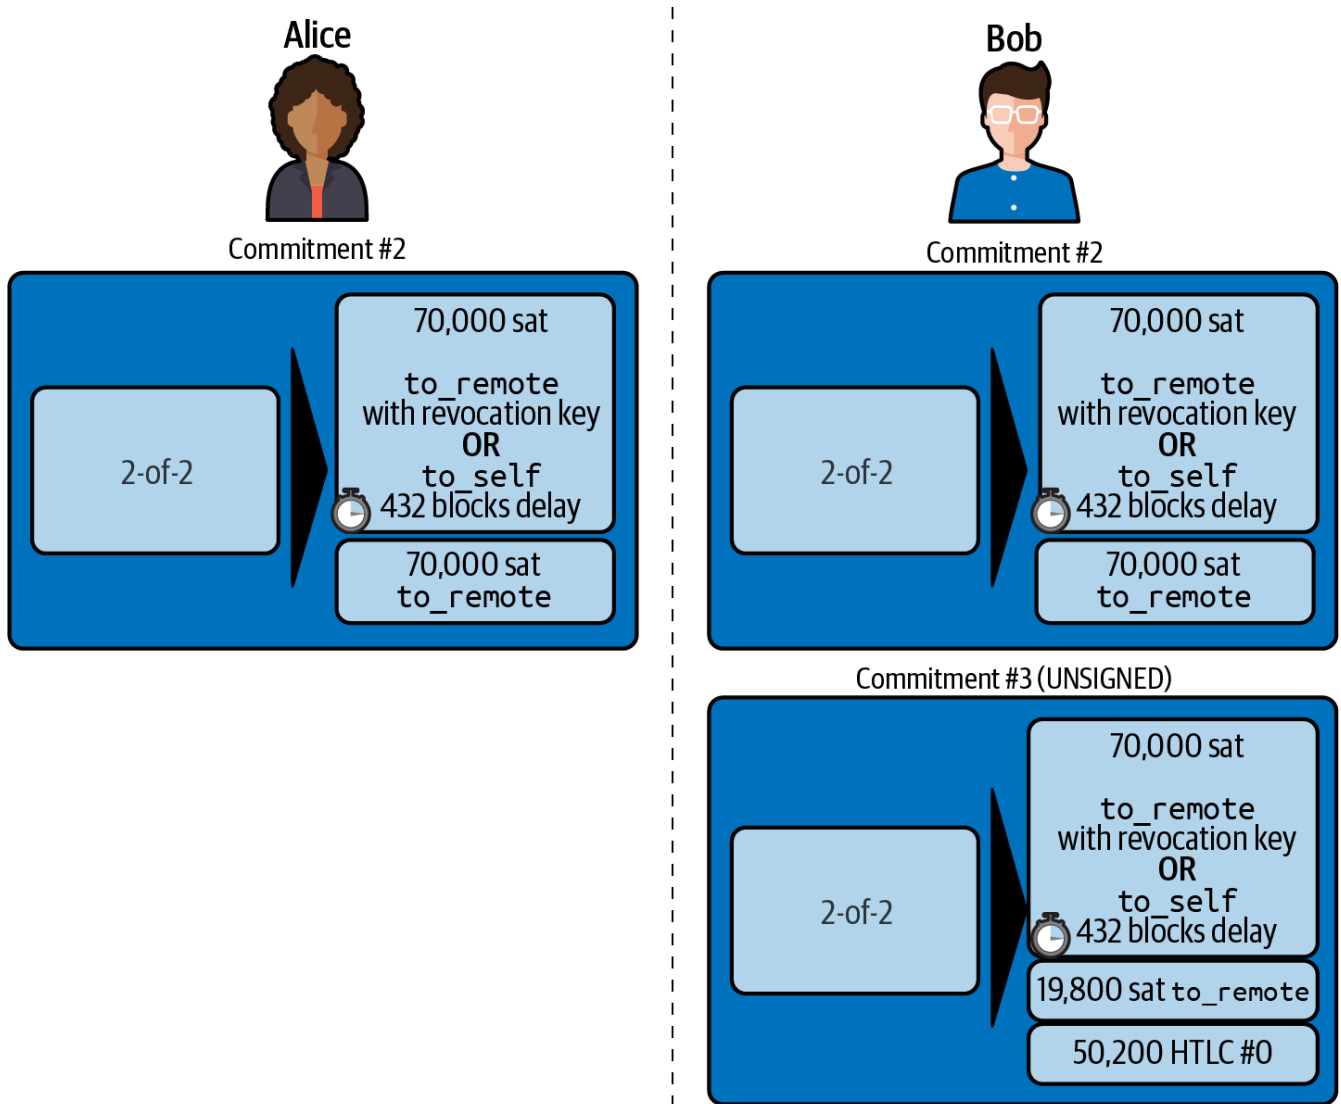 Alice
Commitment #2
2-of-2
70,000 sat
to_remote
with revocation key
OR
to_self
432 blocks delay
70,000 sat
to_remote
Bob
Commitment #2
2-of-2
70,000 sat
to_remote
with revocation key
OR
to_self
432 blocks delay
70,000 sat
to_remote
Commitment #3 (UNSIGNED)
2-of-2
70,000 sat
to_remote
with revocation key
OR
to_self
432 blocks delay
19,800 sat to_remote
50,200 HTLC #0